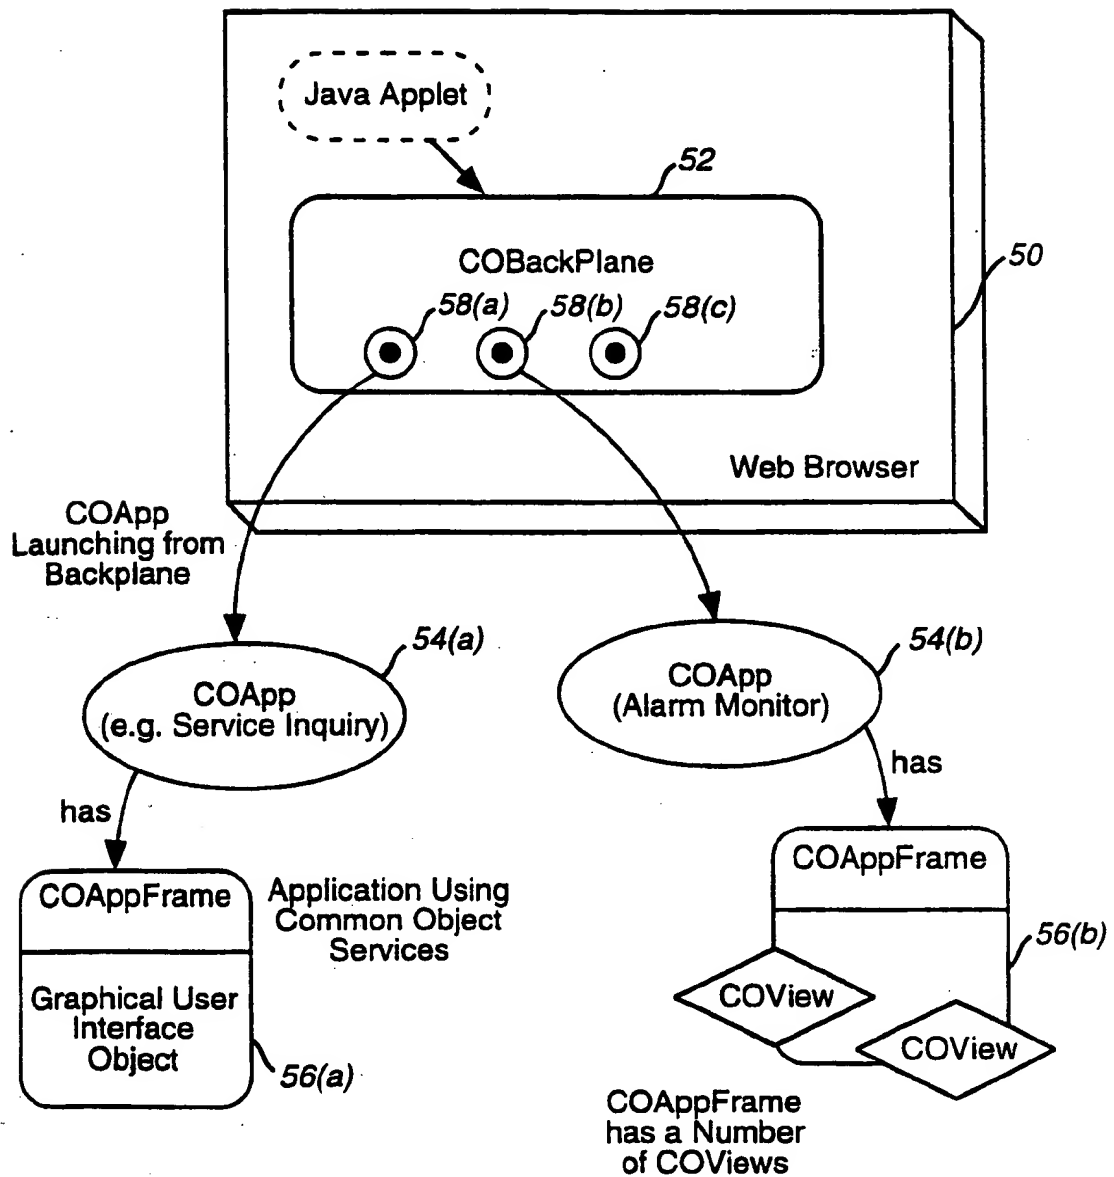 Java Applet
52
COBackPlane
50
58(a)
58(b)
58(c)
Web Browser
COApp
Launching from
Backplane
54(a)
COApp
(e.g. Service Inquiry)
54(b)
COApp
(Alarm Monitor)
has
has
COAppFrame
Graphical User
Interface
Object
56(a)
Application Using
Common Object
Services
COAppFrame
56(b)
COView
COView
COAppFrame
has a Number
of COViews